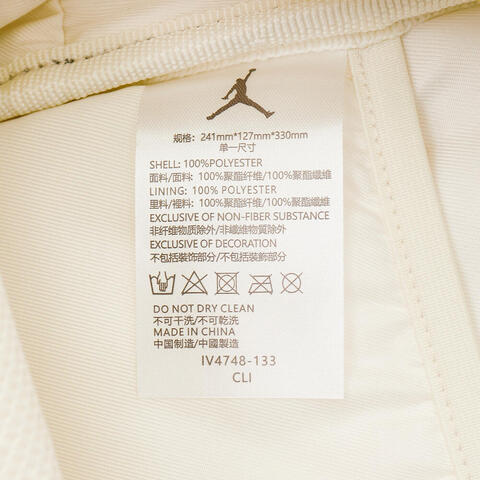 规格：241mm*127mm*330mm
单一尺寸
SHELL: 100%POLYESTER
面料/面料: 100%聚酯纤维/100%聚酯纖維
LINING: 100% POLYESTER
里料/裡料: 100%聚酯纤维/100%聚酯纖維
EXCLUSIVE OF NON-FIBER SUBSTANCE
非纤维物质除外/非纖維物質除外
EXCLUSIVE OF DECORATION
不包括装饰部分/不包括裝飾部分
DO NOT DRY CLEAN
不可干洗/不可乾洗
MADE IN CHINA
中国制造/中國製造
IV4748-133
CLI